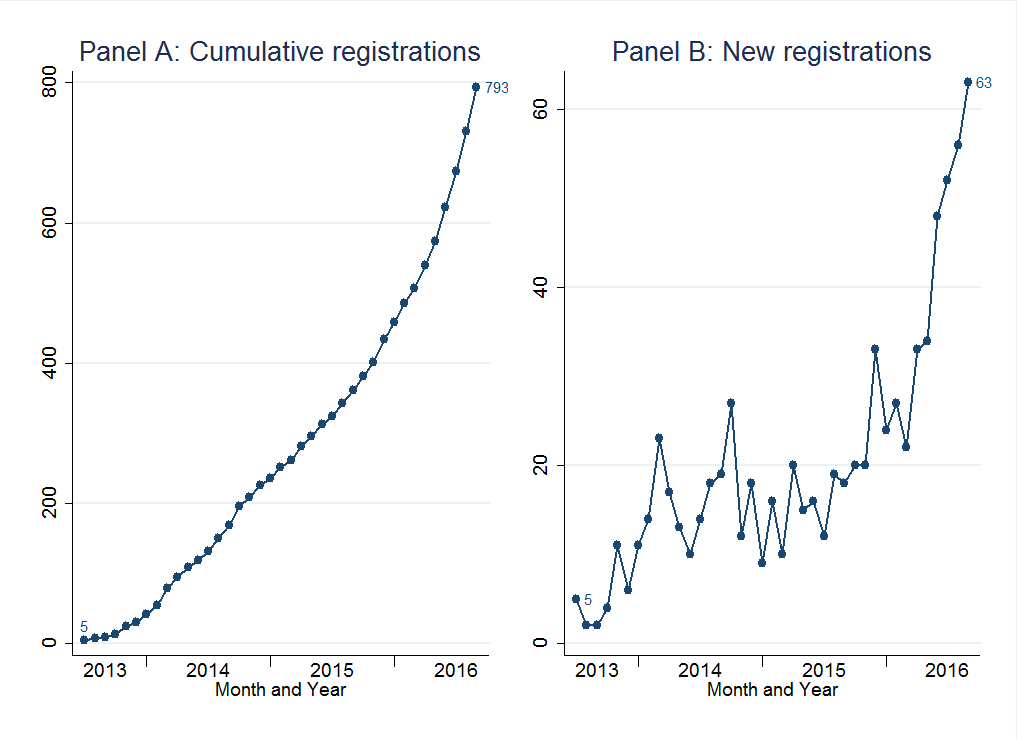 Panel A: Cumulative registrations
800
600
400
200
0
793
5
2013 2014 2015 2016
Month and Year
Panel B: New registrations
60
40
20
0
63
5
2013 2014 2015 2016
Month and Year